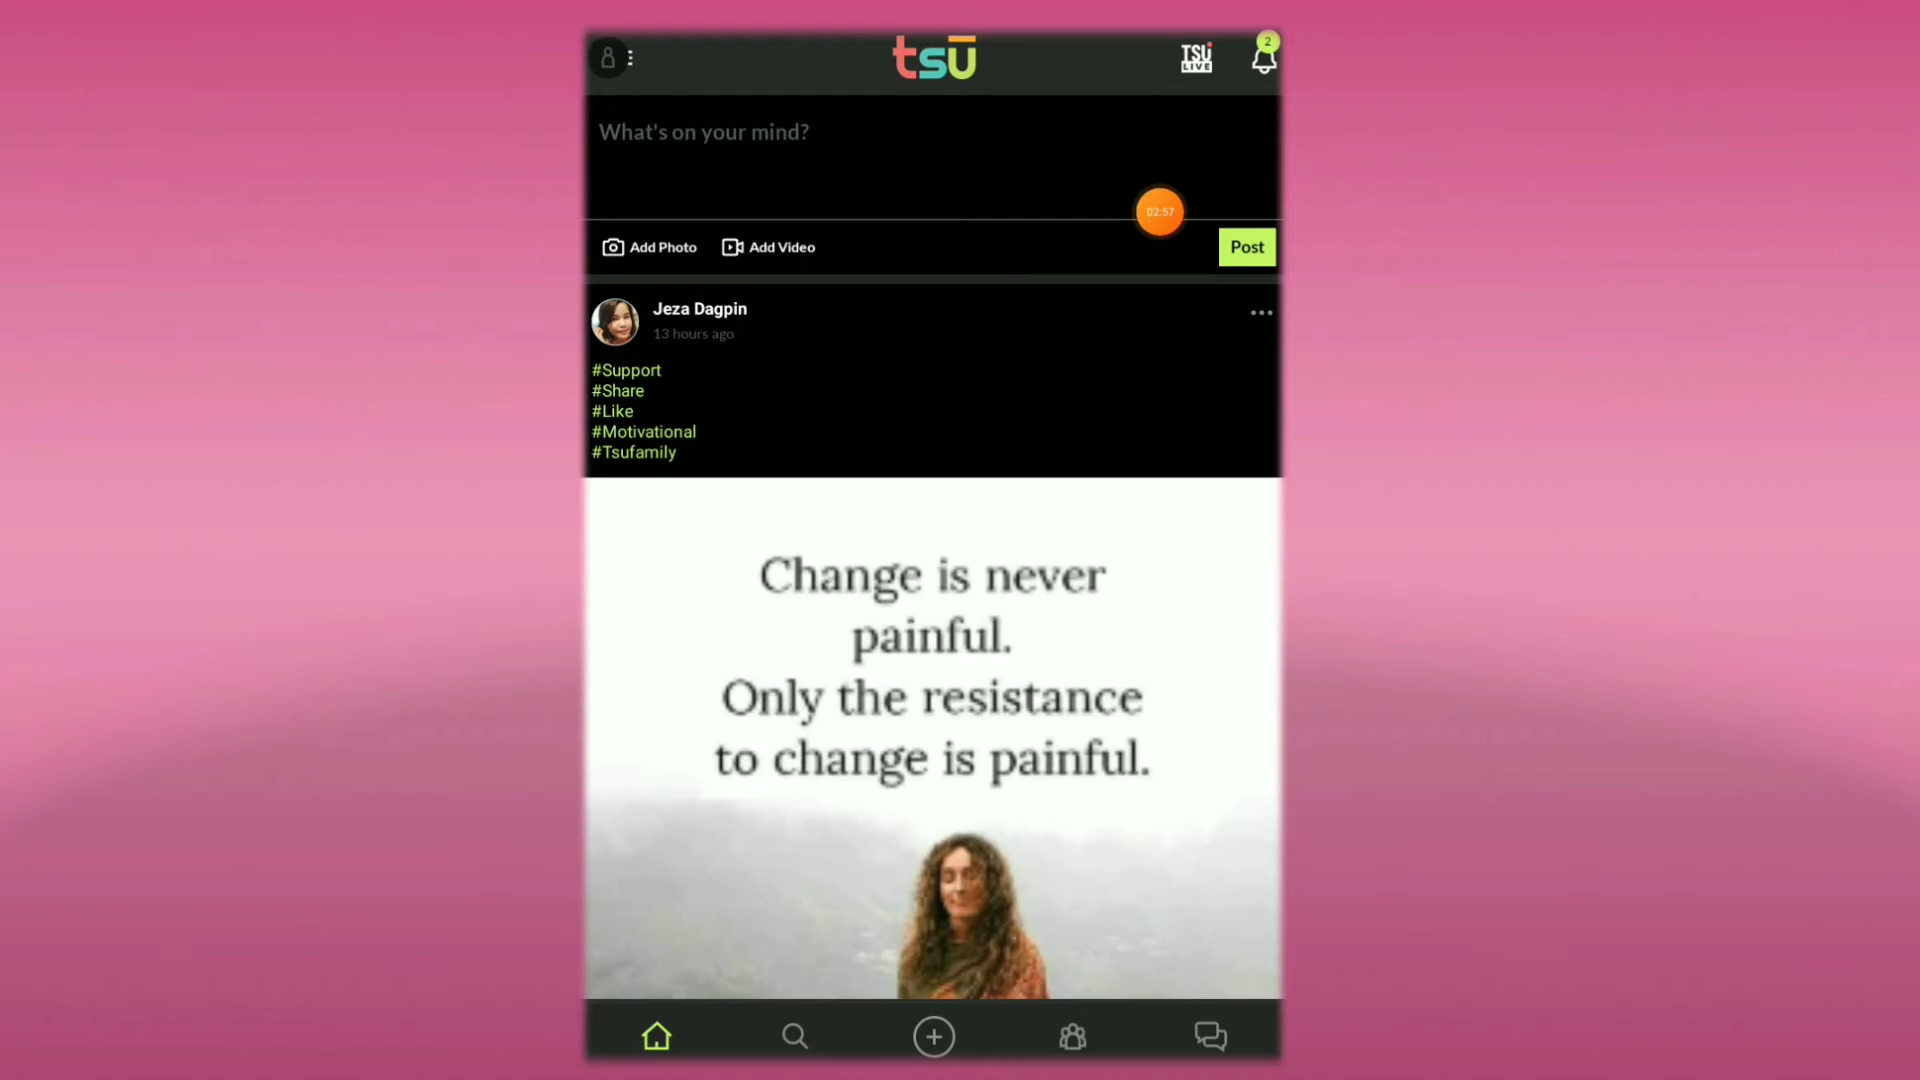 tsū
TSU
LIVE
2
What's on your mind?
02:57
Add Photo
Add Video
Post
Jeza Dagpin
13 hours ago
#Support
#Share
#Like
#Motivational
#Tsufamily
Change is never
painful.
Only the resistance
to change is painful.